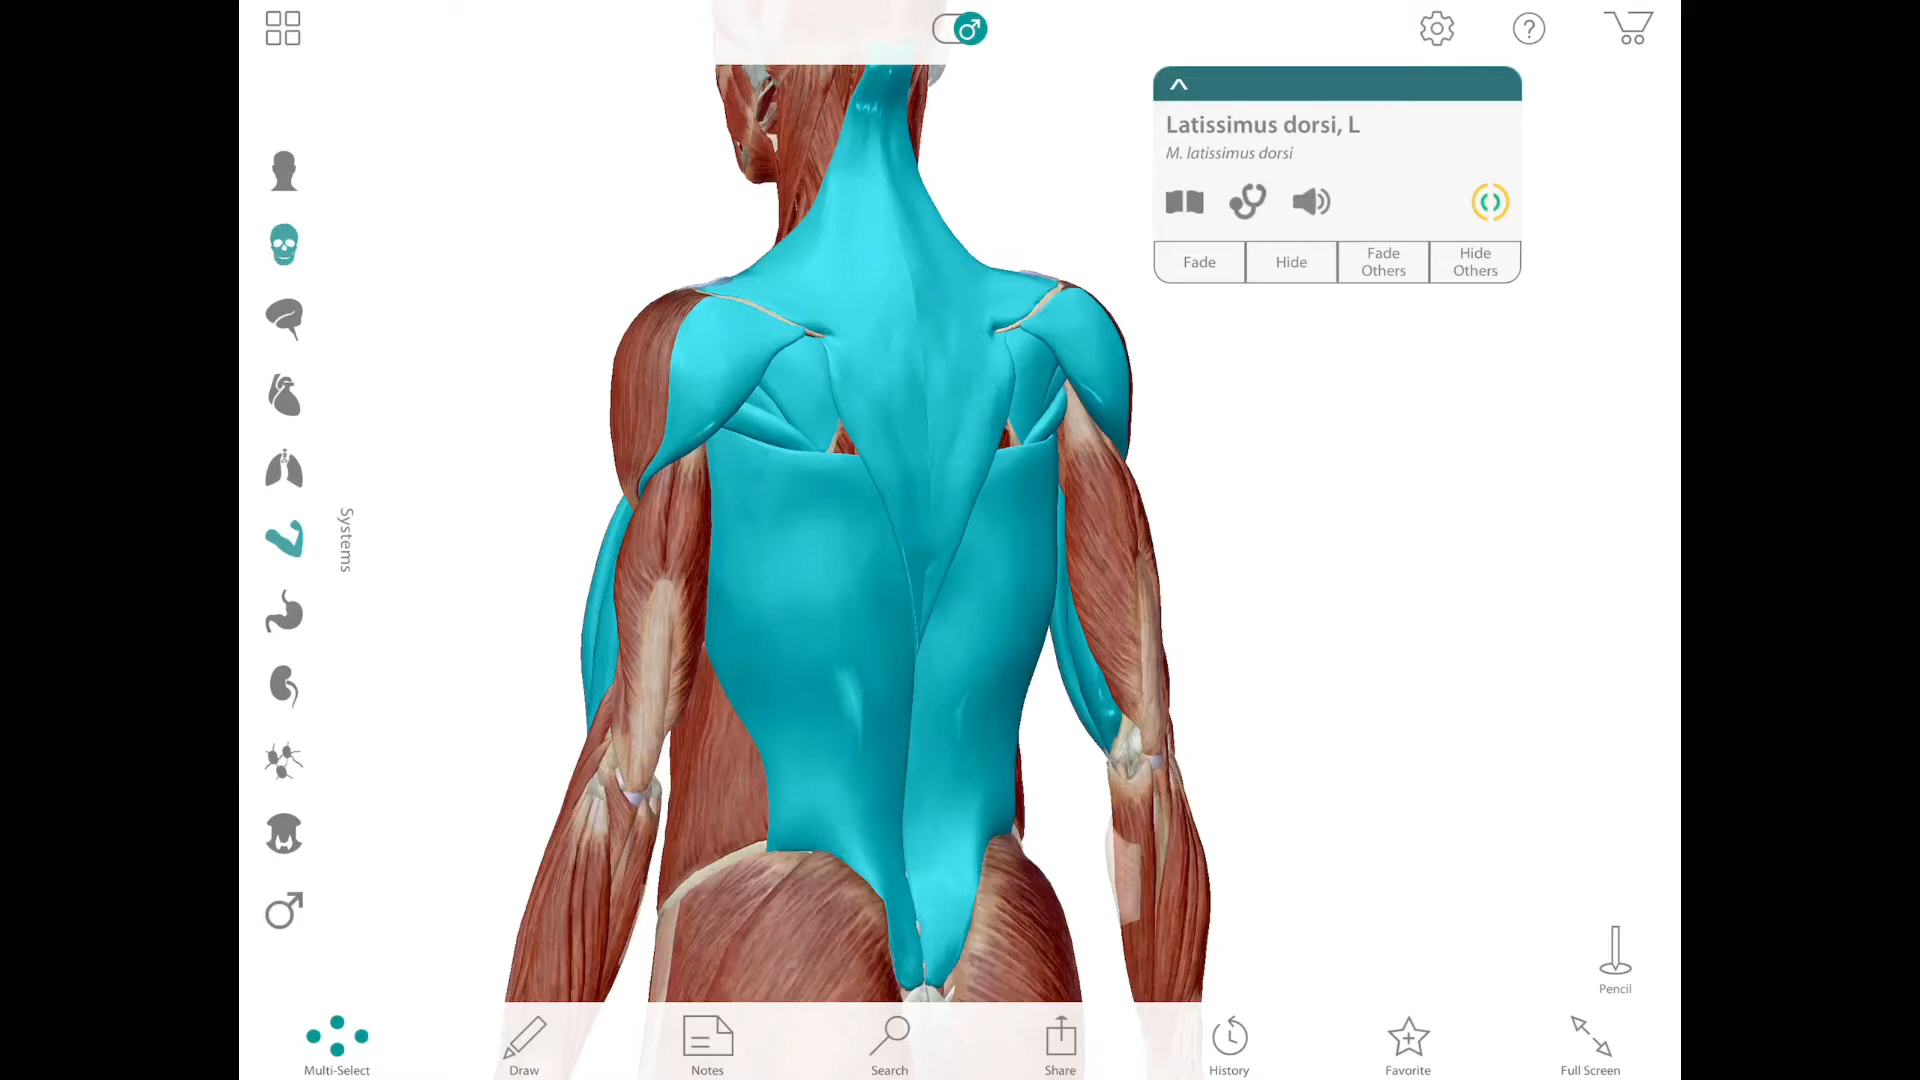 Latissimus dorsi, L
M. latissimus dorsi
Fade
Hide
Fade
Others
Hide
Others
Systems
Pencil
Multi-Select
Draw
Notes
Search
Share
History
Favorite
Full Screen